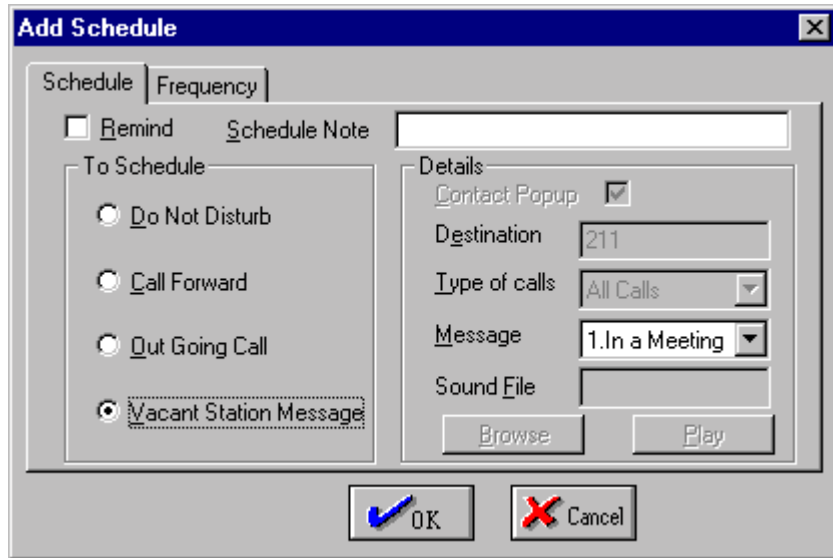 Add Schedule
Schedule Frequency
Remind Schedule Note
To Schedule
Do Not Disturb
Call Forward
Out Going Call
Vacant Station Message
Details
Contact Popup
Destination 211
Type of calls All Calls
Message 1.In a Meeting
Sound File
Browse Play
OK Cancel